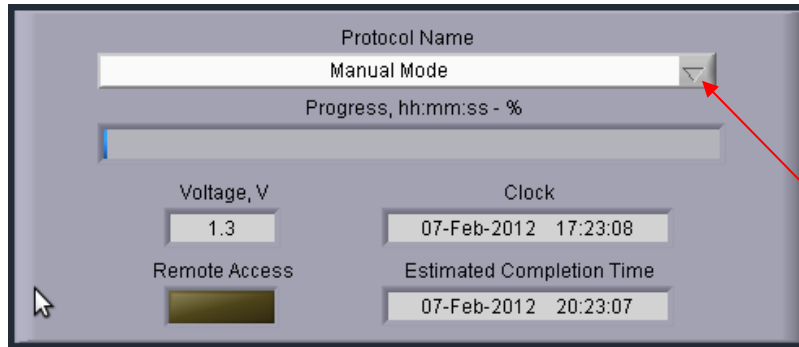 Protocol Name
Manual Mode
Progress, hh:mm:ss - %
Voltage, V
Clock
1.3
07-Feb-2012 17:23:08
Remote Access
Estimated Completion Time
07-Feb-2012 20:23:07